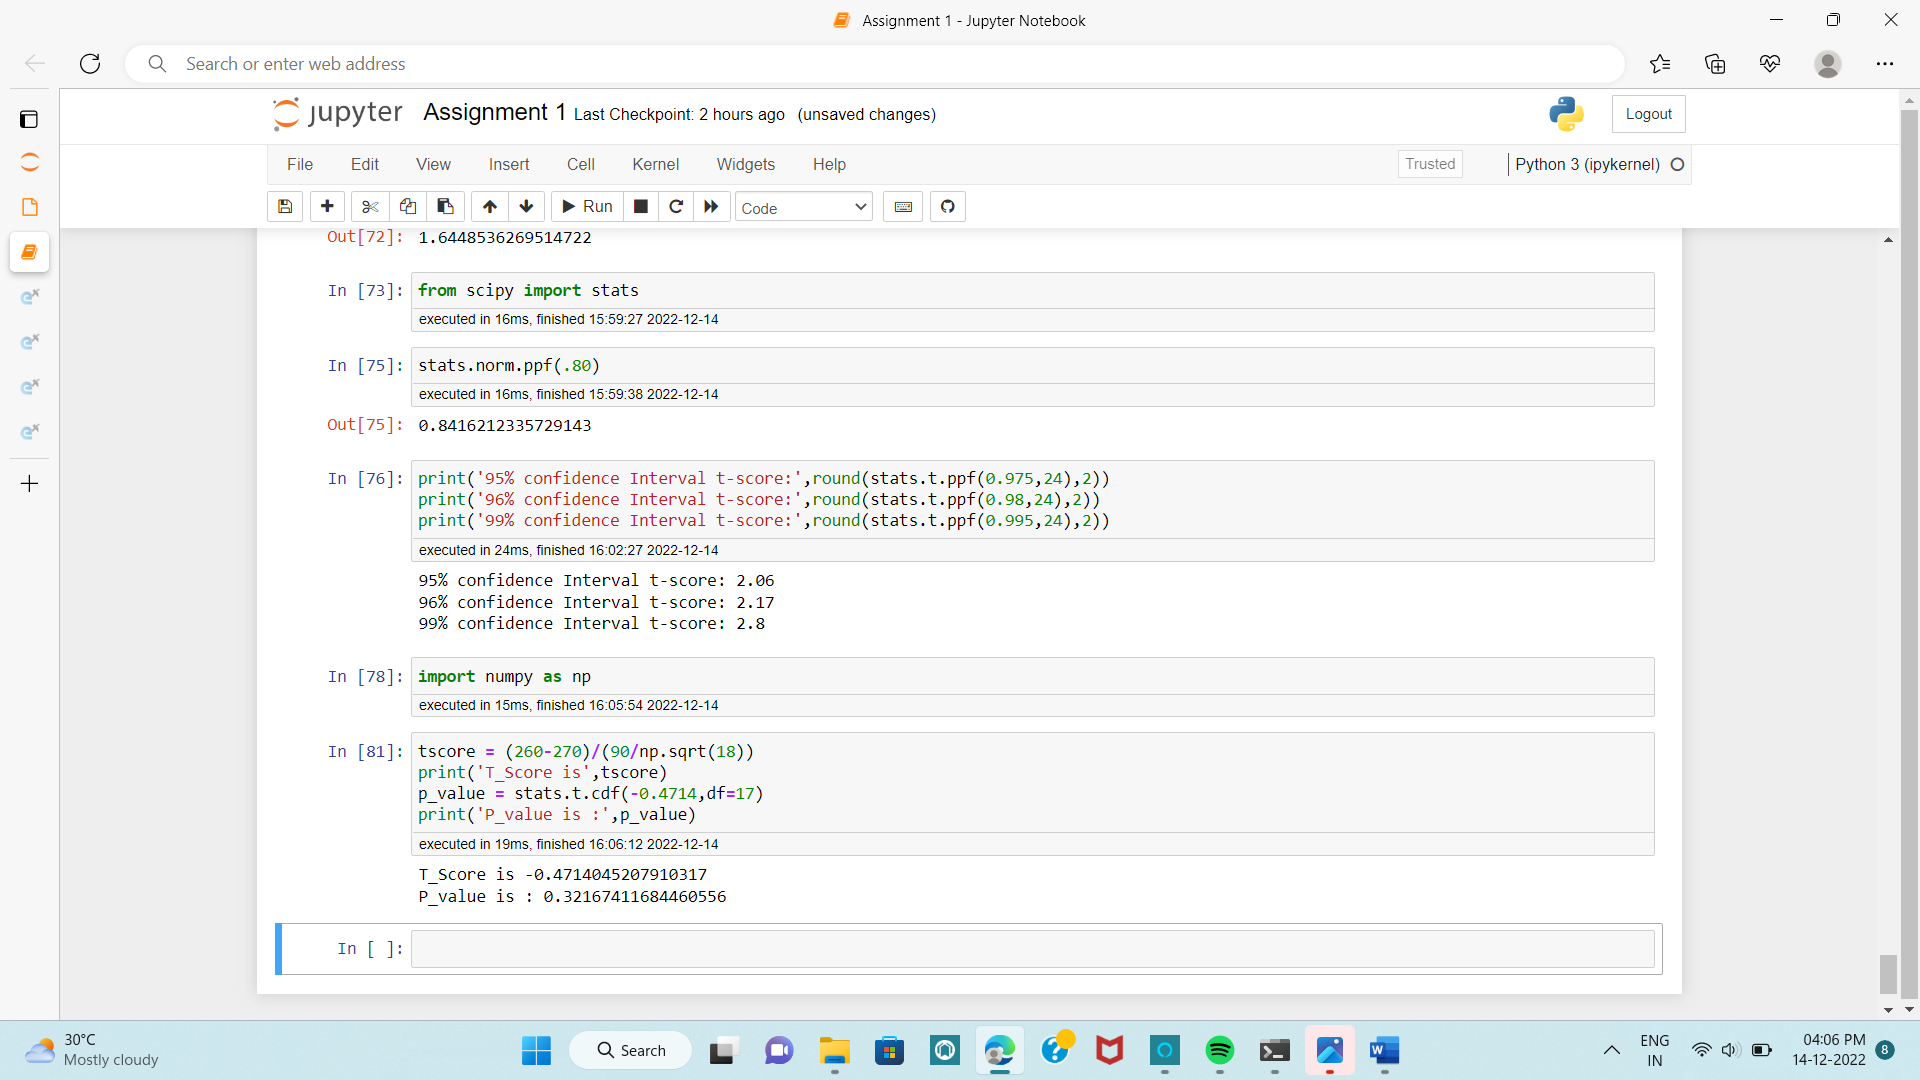 Assignment 1 - Jupyter Notebook
Search or enter web address
jupyter Assignment 1 Last Checkpoint: 2 hours ago (unsaved changes)
Logout
File Edit View Insert Cell Kernel Widgets Help
Trusted
Python 3 (ipykernel)
Run
Code
Out[72]: 1.6448536269514722
In [73]: from scipy import stats
executed in 16ms, finished 15:59:27 2022-12-14
In [75]: stats.norm.ppf(.80)
executed in 16ms, finished 15:59:38 2022-12-14
Out[75]: 0.8416212335729143
In [76]: print('95% confidence Interval t-score:',round(stats.t.ppf(0.975,24),2))
print('96% confidence Interval t-score:',round(stats.t.ppf(0.98,24),2))
print('99% confidence Interval t-score:',round(stats.t.ppf(0.995,24),2))
executed in 24ms, finished 16:02:27 2022-12-14
95% confidence Interval t-score: 2.06
96% confidence Interval t-score: 2.17
99% confidence Interval t-score: 2.8
In [78]: import numpy as np
executed in 15ms, finished 16:05:54 2022-12-14
In [81]: tscore = (260-270)/(90/np.sqrt(18))
print('T_Score is',tscore)
p_value = stats.t.cdf(-0.4714,df=17)
print('P_value is :',p_value)
executed in 19ms, finished 16:06:12 2022-12-14
T_Score is -0.4714045207910317
P_value is : 0.32167411684460556
In [ ]:
30°C
Mostly cloudy
Search
ENG
IN
04:06 PM
14-12-2022
8